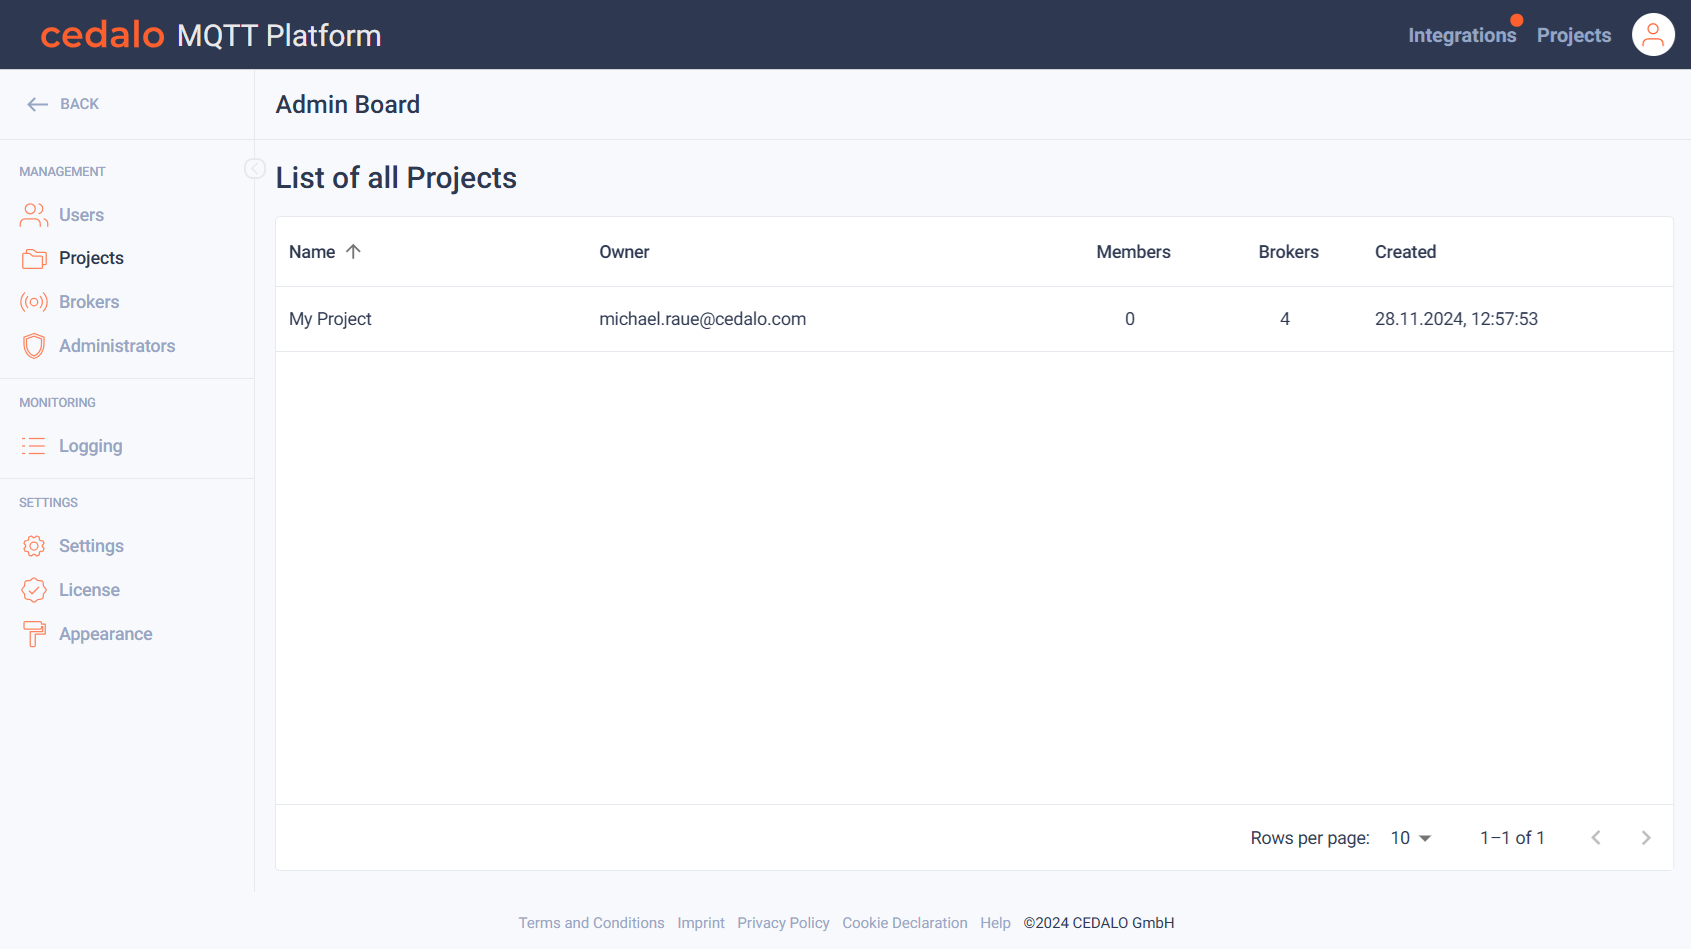 cedalo MQTT Platform
Integrations Projects
BACK
Admin Board
MANAGEMENT
Users
Projects
Brokers
Administrators
MONITORING
Logging
SETTINGS
Settings
License
Appearance
List of all Projects
Name Owner Members Brokers Created
My Project michael.raue@cedalo.com 0 4 28.11.2024, 12:57:53
Rows per page: 10 1–1 of 1
Terms and Conditions Imprint Privacy Policy Cookie Declaration Help ©2024 CEDALO GmbH